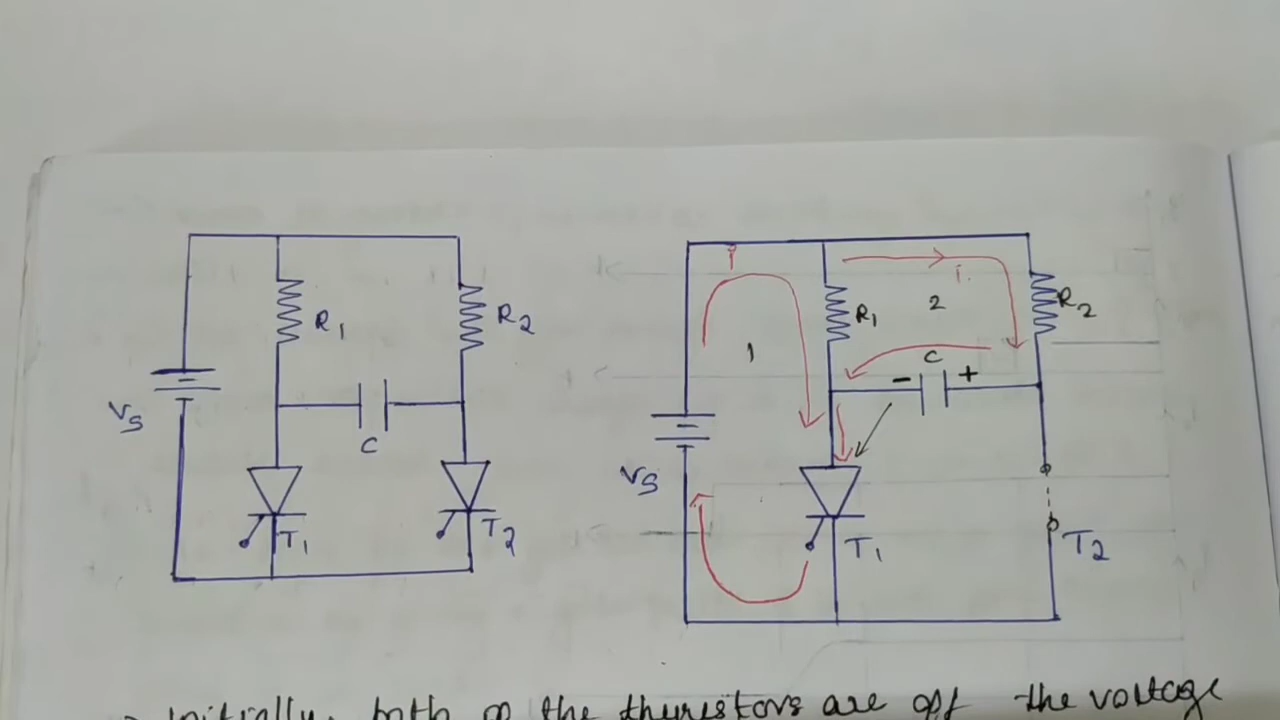 R1
R2
Vs
C
T1
T2
i
1
2
i
R1
R2
C
- +
Vs
T1
T2
→ Initially, both of the thyristors are off the voltage